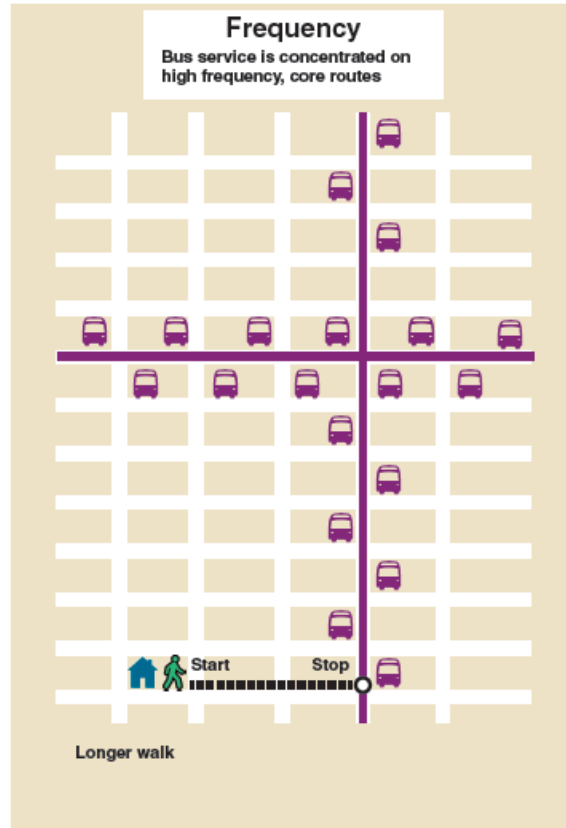 Frequency
Bus service is concentrated on
high frequency, core routes
Start
Stop
Longer walk